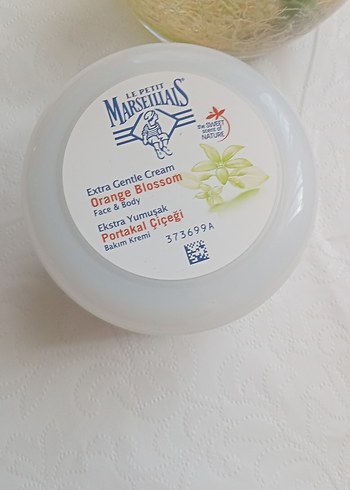 LE PETIT
MARSEILLAIS
the SWEET
scent of
NATURE
Extra Gentle Cream
Orange Blossom
Face & Body
Ekstra Yumuşak
Portakal Çiçeği
Bakım Kremi
373699A